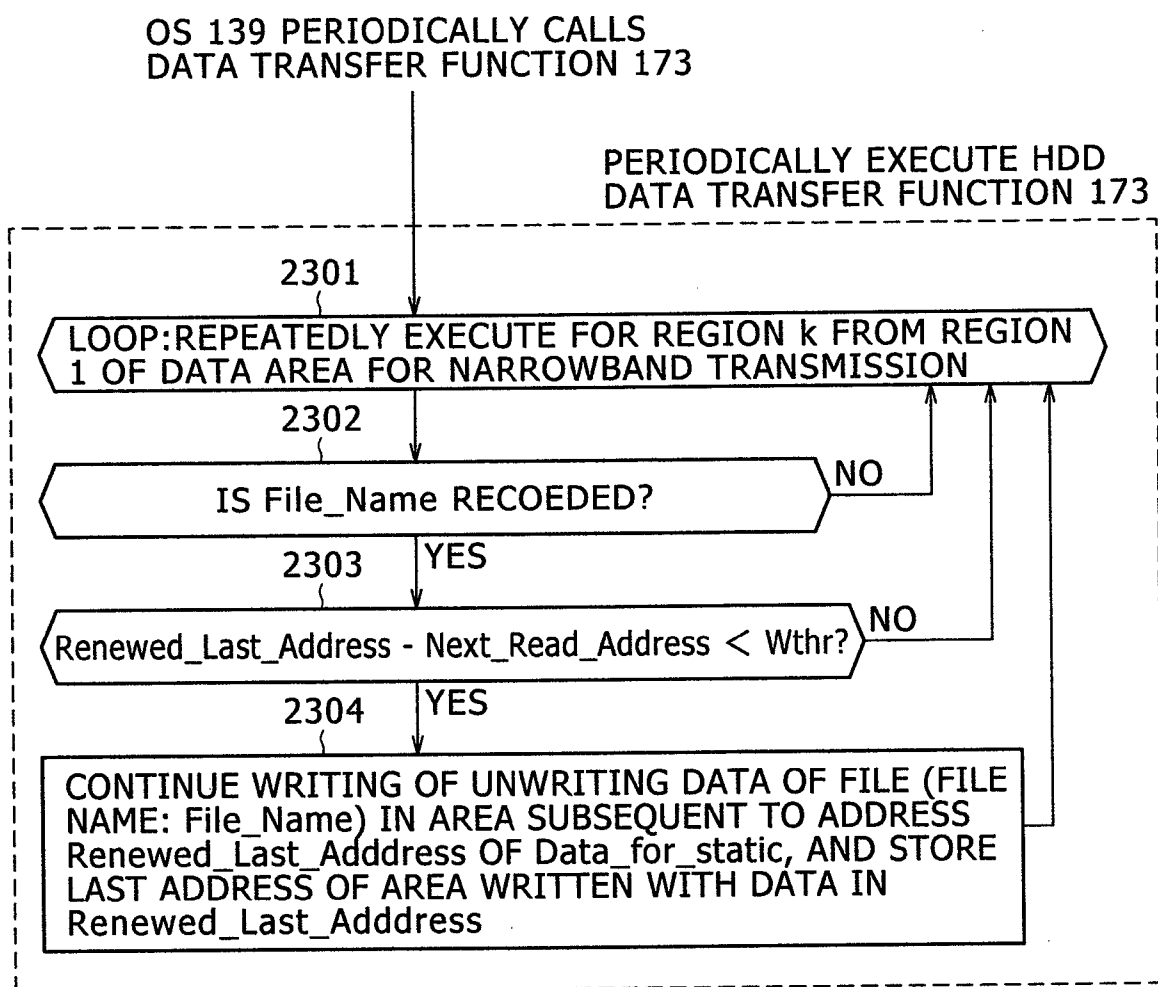 OS 139 PERIODICALLY CALLS
DATA TRANSFER FUNCTION 173
PERIODICALLY EXECUTE HDD
DATA TRANSFER FUNCTION 173
2301
LOOP:REPEATEDLY EXECUTE FOR REGION k FROM REGION
1 OF DATA AREA FOR NARROWBAND TRANSMISSION
2302
IS File_Name RECOEDED?
NO
YES
2303
Renewed_Last_Address - Next_Read_Address < Wthr?
NO
YES
2304
CONTINUE WRITING OF UNWRITING DATA OF FILE (FILE
NAME: File_Name) IN AREA SUBSEQUENT TO ADDRESS
Renewed_Last_Adddress OF Data_for_static, AND STORE
LAST ADDRESS OF AREA WRITTEN WITH DATA IN
Renewed_Last_Adddress